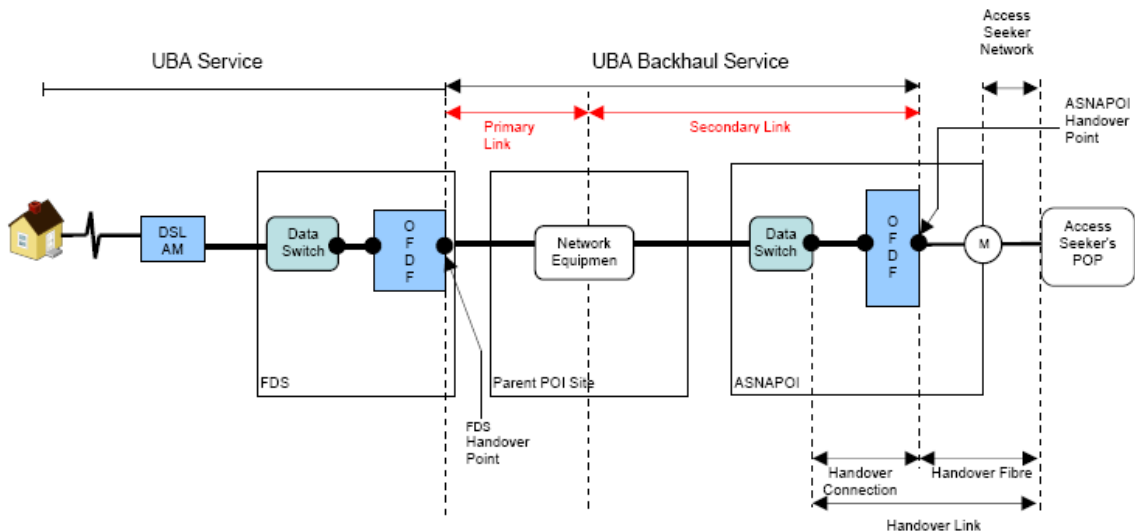 Access
Seeker
Network
UBA Service
UBA Backhaul Service
Primary
Link
Secondary Link
ASNAPOI
Handover
Point
DSL
AM
Data
Switch
O
F
D
F
Network
Equipmen
Data
Switch
O
F
D
F
M
Access
Seeker's
POP
FDS
Parent POI Site
ASNAPOI
FDS
Handover
Point
Handover
Connection
Handover Fibre
Handover Link